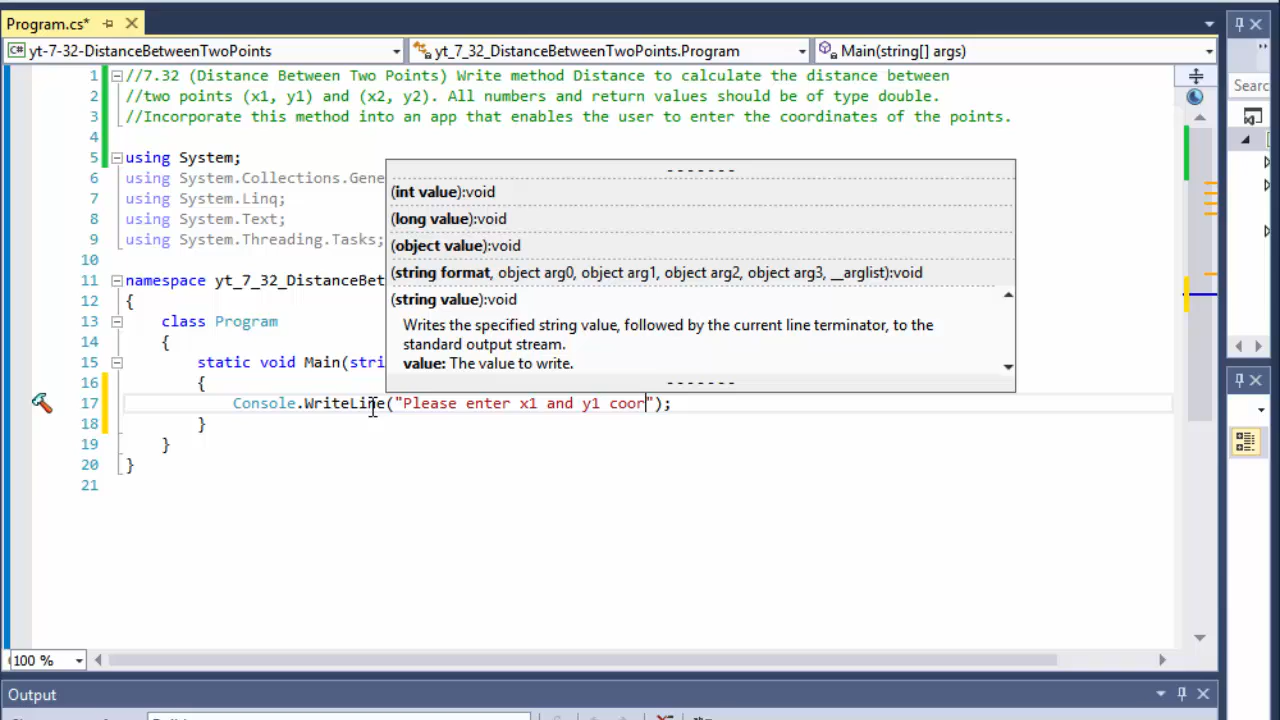 Program.cs*
yt-7-32-DistanceBetweenTwoPoints
yt_7_32_DistanceBetweenTwoPoints.Program
Main(string[] args)
Searc
1 //7.32 (Distance Between Two Points) Write method Distance to calculate the distance between
2 //two points (x1, y1) and (x2, y2). All numbers and return values should be of type double.
3 //Incorporate this method into an app that enables the user to enter the coordinates of the points.
4
5 using System;
6 using System.Collections.Gene
7 using System.Linq;
8 using System.Text;
9 using System.Threading.Tasks;
10
11 namespace yt_7_32_DistanceBet
12 {
13 class Program
14 {
15 static void Main(stri
16 {
17 Console.WriteLine("Please enter x1 and y1 coor");
18 }
19 }
20 }
21
(int value):void
(long value):void
(object value):void
(string format, object arg0, object arg1, object arg2, object arg3, __arglist):void
(string value):void
Writes the specified string value, followed by the current line terminator, to the
standard output stream.
value: The value to write.
100 %
Output